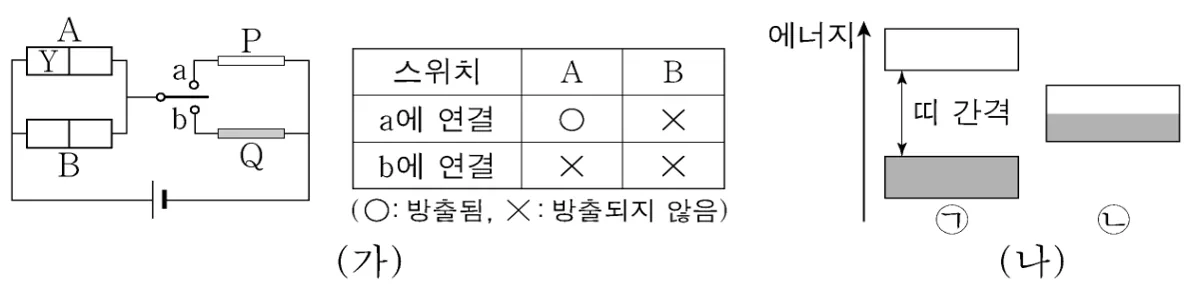 A
Y
P
a
b
B
Q
스위치 A B
a에 연결 ○ ×
b에 연결 × ×
(○: 방출됨, ×: 방출되지 않음)
(가)
에너지
띠 간격
㉠ ㉡
(나)